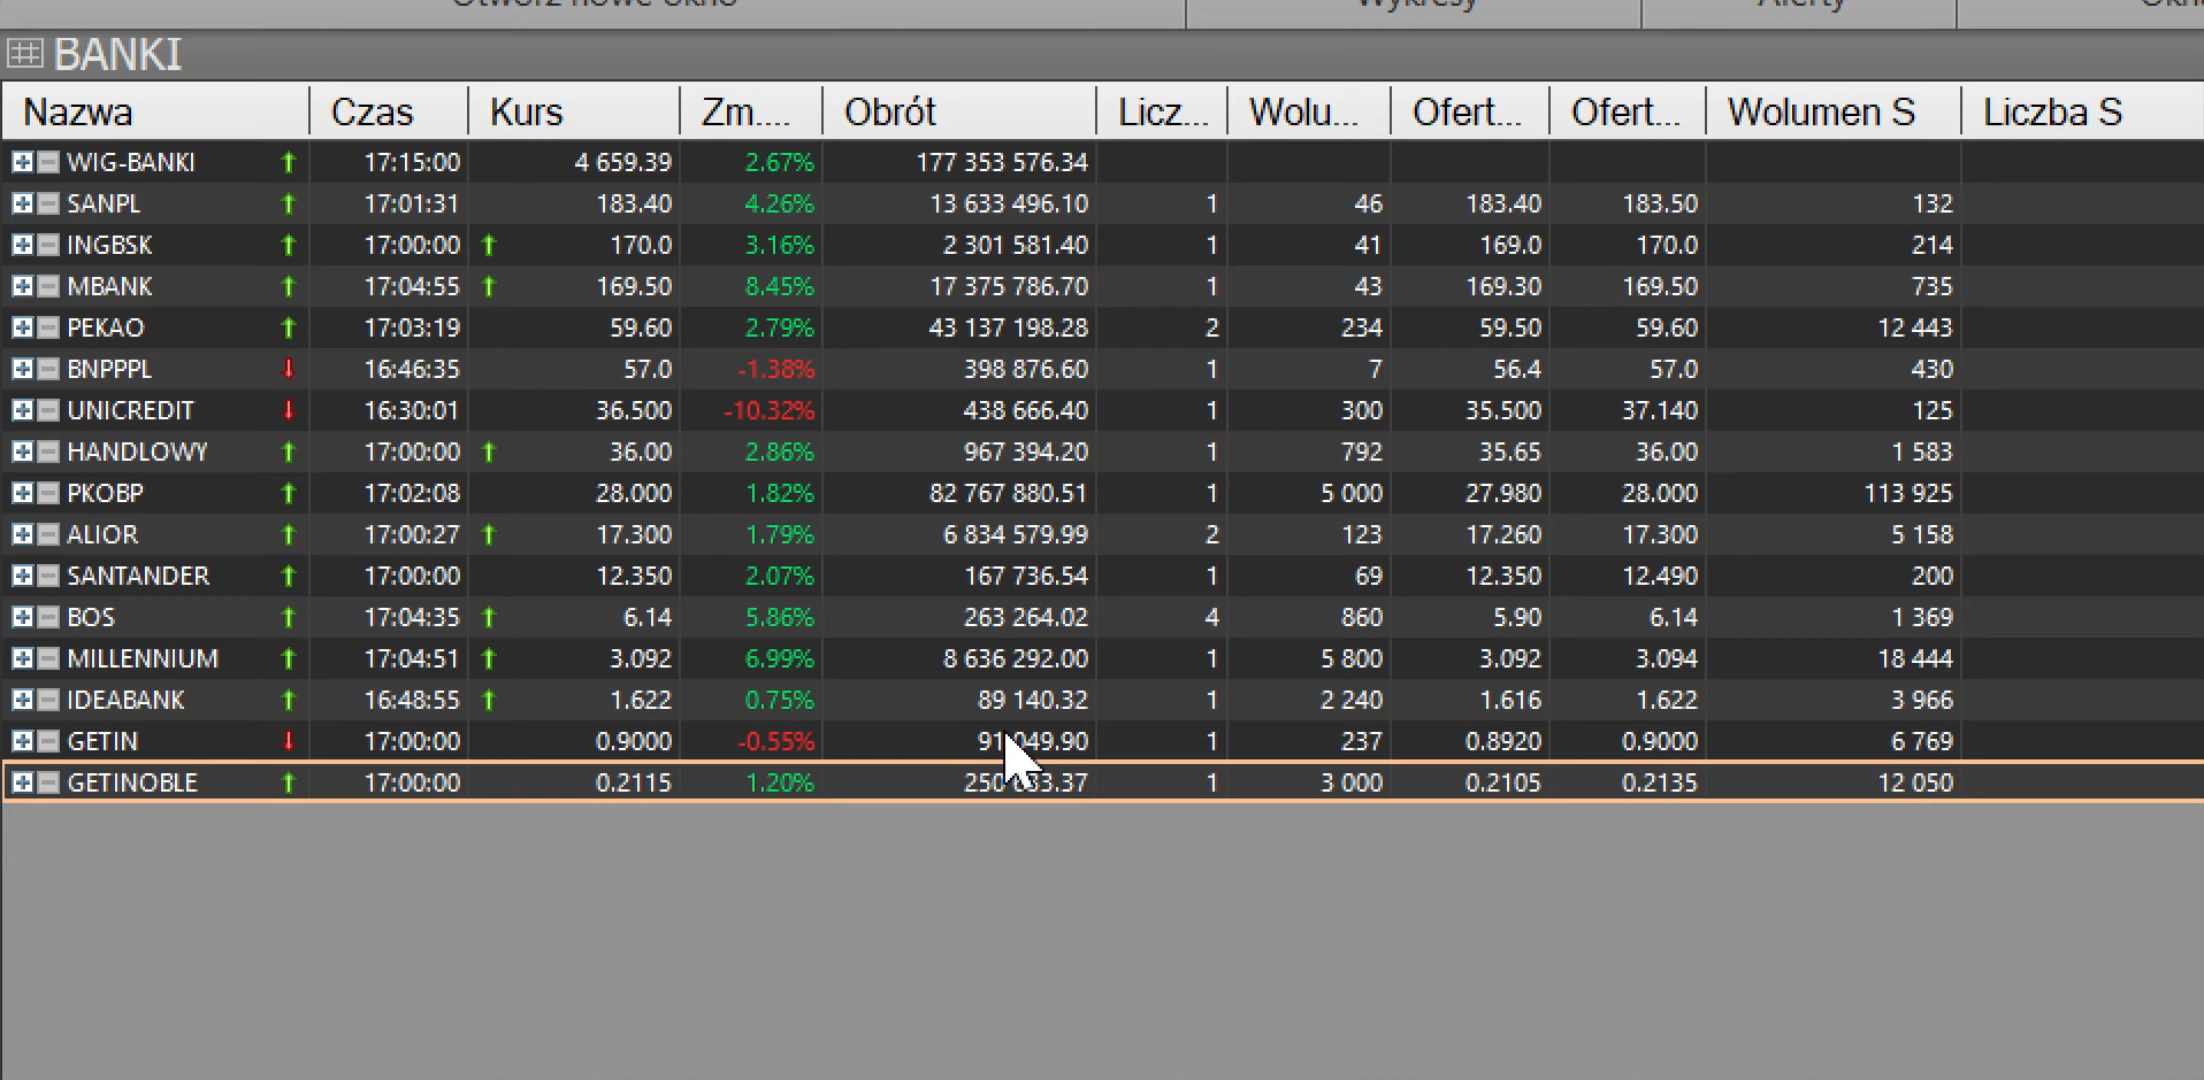 Otwórz nowe okno Wykresy Alerty
BANKI
Nazwa Czas Kurs Zm.... Obrót Licz... Wolu... Ofert... Ofert... Wolumen S Liczba S
WIG-BANKI 17:15:00 4 659.39 2.67% 177 353 576.34
SANPL 17:01:31 183.40 4.26% 13 633 496.10 1 46 183.40 183.50 132
INGBSK 17:00:00 170.0 3.16% 2 301 581.40 1 41 169.0 170.0 214
MBANK 17:04:55 169.50 8.45% 17 375 786.70 1 43 169.30 169.50 735
PEKAO 17:03:19 59.60 2.79% 43 137 198.28 2 234 59.50 59.60 12 443
BNPPPL 16:46:35 57.0 -1.38% 398 876.60 1 7 56.4 57.0 430
UNICREDIT 16:30:01 36.500 -10.32% 438 666.40 1 300 35.500 37.140 125
HANDLOWY 17:00:00 36.00 2.86% 967 394.20 1 792 35.65 36.00 1 583
PKOBP 17:02:08 28.000 1.82% 82 767 880.51 1 5 000 27.980 28.000 113 925
ALIOR 17:00:27 17.300 1.79% 6 834 579.99 2 123 17.260 17.300 5 158
SANTANDER 17:00:00 12.350 2.07% 167 736.54 1 69 12.350 12.490 200
BOS 17:04:35 6.14 5.86% 263 264.02 4 860 5.90 6.14 1 369
MILLENNIUM 17:04:51 3.092 6.99% 8 636 292.00 1 5 800 3.092 3.094 18 444
IDEABANK 16:48:55 1.622 0.75% 89 140.32 1 2 240 1.616 1.622 3 966
GETIN 17:00:00 0.9000 -0.55% 91 049.90 1 237 0.8920 0.9000 6 769
GETINOBLE 17:00:00 0.2115 1.20% 1 3 000 0.2105 0.2135 12 050